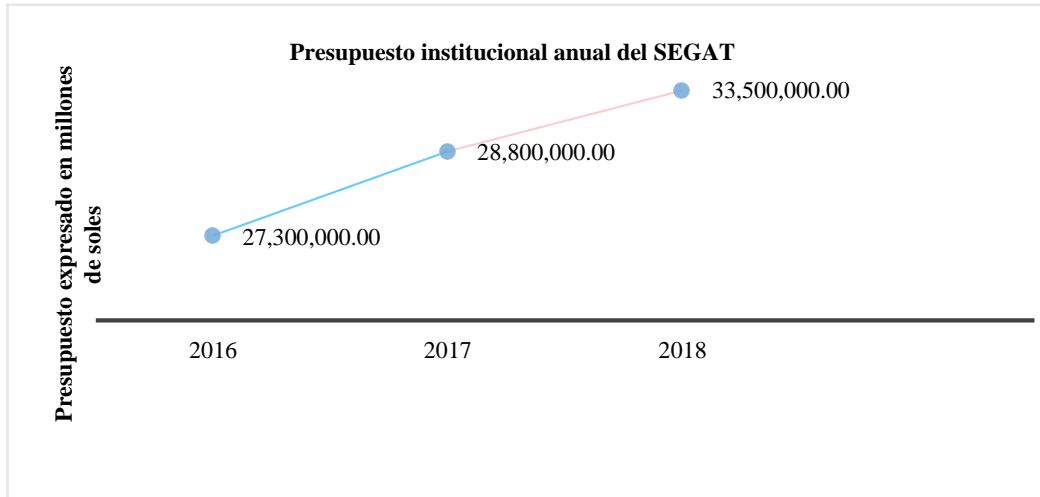 Presupuesto institucional anual del SEGAT
Presupuesto expresado en millones
de soles
33,500,000.00
28,800,000.00
27,300,000.00
2016
2017
2018